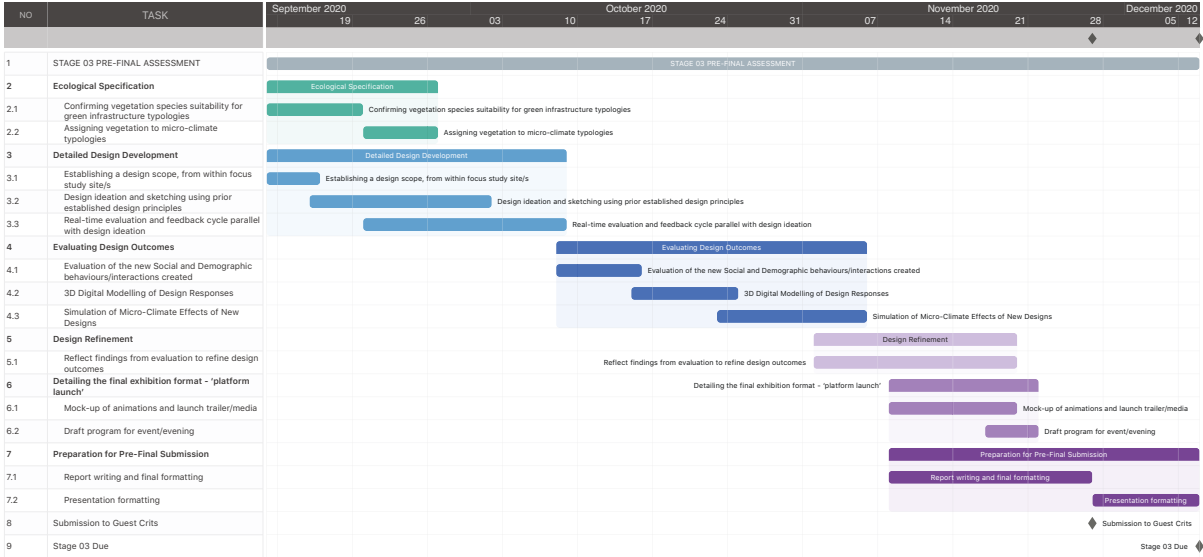 September 2020 October 2020 November 2020 December 2020
NO TASK 19 26 03 10 17 24 31 07 14 21 28 05 12
1 STAGE 03 PRE-FINAL ASSESSMENT STAGE 03 PRE-FINAL ASSESSMENT
2 Ecological Specification Ecological Specification
2.1 Confirming vegetation species suitability for
green infrastructure typologies
Confirming vegetation species suitability for green infrastructure typologies
2.2 Assigning vegetation to micro-climate
typologies
Assigning vegetation to micro-climate typologies
3 Detailed Design Development Detailed Design Development
3.1 Establishing a design scope, from within focus
study site/s
Establishing a design scope, from within focus study site/s
3.2 Design ideation and sketching using prior
established design principles
Design ideation and sketching using prior established design principles
3.3 Real-time evaluation and feedback cycle parallel
with design ideation
Real-time evaluation and feedback cycle parallel with design ideation
4 Evaluating Design Outcomes Evaluating Design Outcomes
4.1 Evaluation of the new Social and Demographic
behaviours/interactions created
Evaluation of the new Social and Demographic behaviours/interactions created
4.2 3D Digital Modelling of Design Responses 3D Digital Modelling of Design Responses
4.3 Simulation of Micro-Climate Effects of New
Designs
Simulation of Micro-Climate Effects of New Designs
5 Design Refinement Design Refinement
5.1 Reflect findings from evaluation to refine design
outcomes
Reflect findings from evaluation to refine design outcomes
6 Detailing the final exhibition format - ‘platform
launch’
Detailing the final exhibition format - ‘platform launch’
6.1 Mock-up of animations and launch trailer/media Mock-up of animations and launch trailer/media
6.2 Draft program for event/evening Draft program for event/evening
7 Preparation for Pre-Final Submission Preparation for Pre-Final Submission
7.1 Report writing and final formatting Report writing and final formatting
7.2 Presentation formatting Presentation formatting
8 Submission to Guest Crits Submission to Guest Crits
9 Stage 03 Due Stage 03 Due